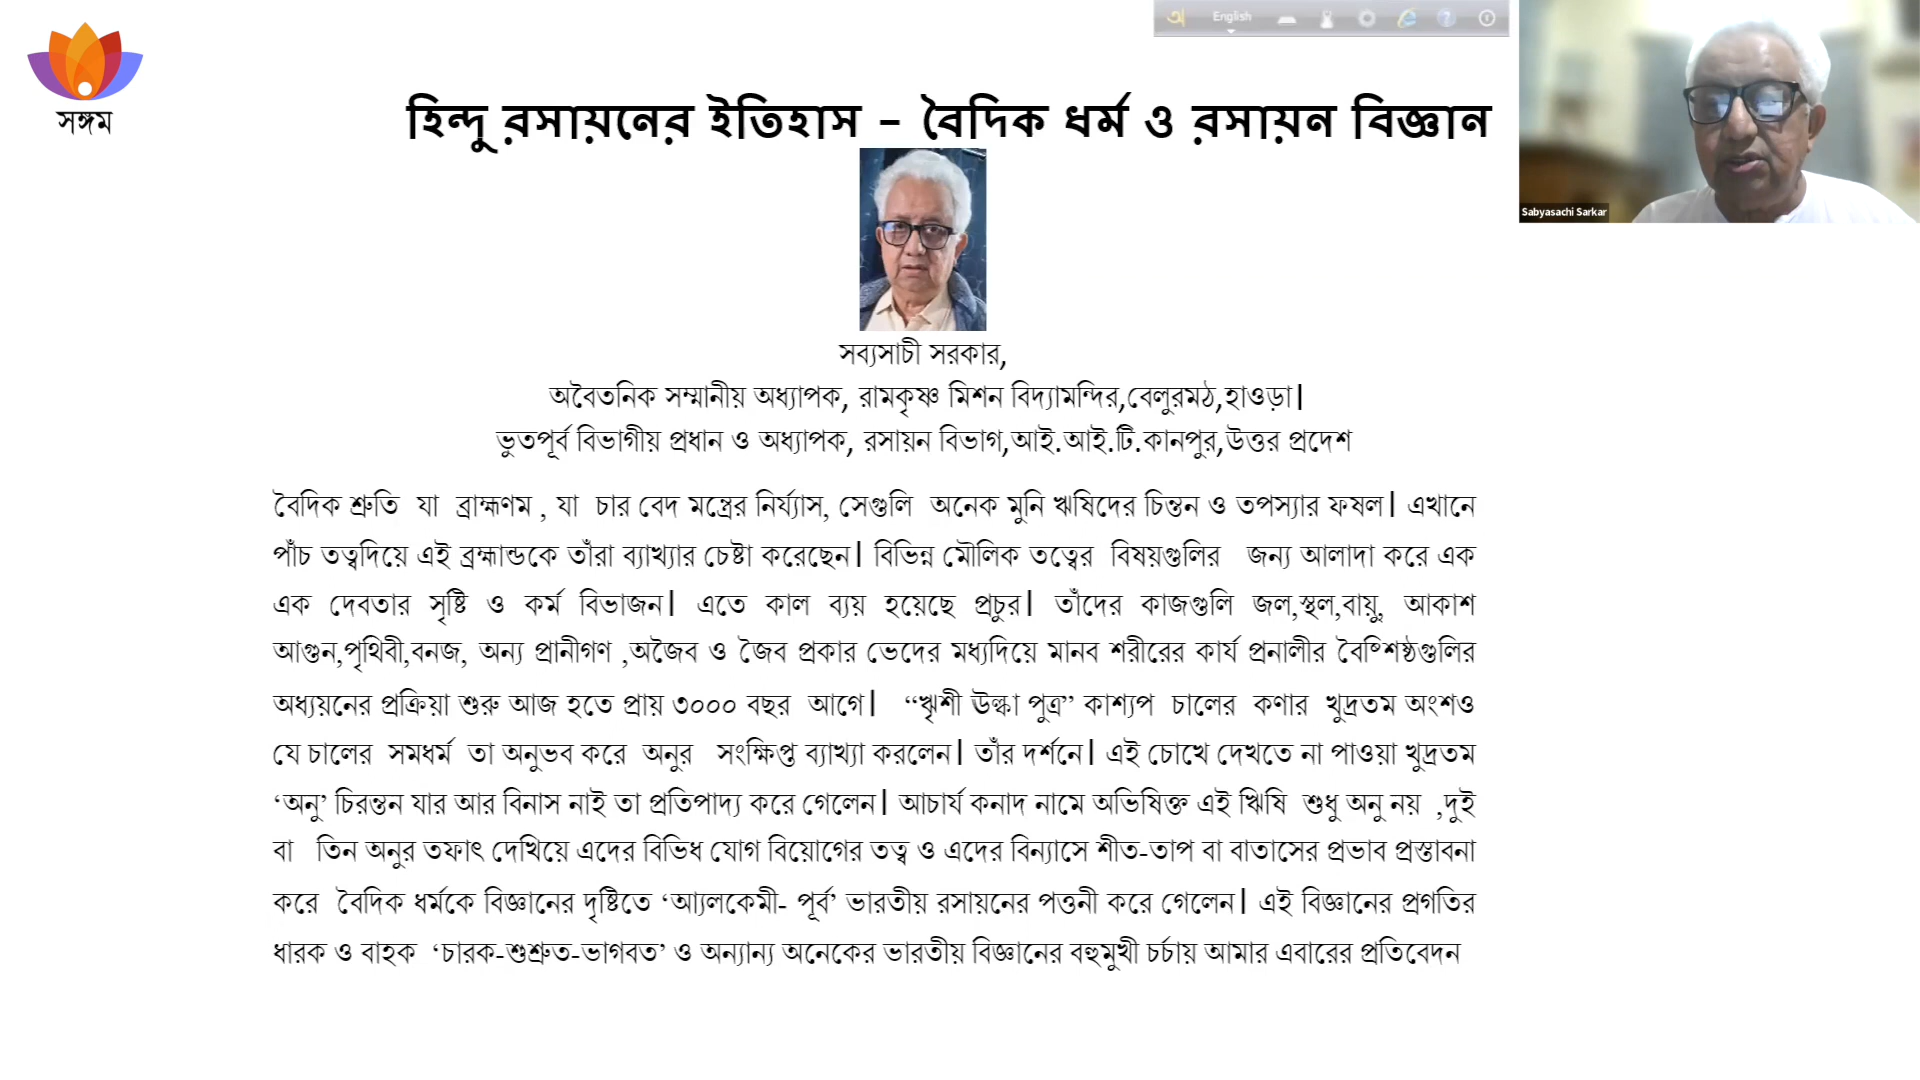 সঙ্গম
English
হিন্দু রসায়নের ইতিহাস – বৈদিক ধর্ম ও রসায়ন বিজ্ঞান
Sabyasachi Sarkar
সব্যসাচী সরকার,
অবৈতনিক সম্মানীয় অধ্যাপক, রামকৃষ্ণ মিশন বিদ্যামন্দির,বেলুরমঠ,হাওড়া|
ভুতপূর্ব বিভাগীয় প্রধান ও অধ্যাপক, রসায়ন বিভাগ,আই.আই.টি.কানপুর,উত্তর প্রদেশ
বৈদিক শ্রুতি যা ব্রাহ্মণম , যা চার বেদ মন্ত্রের নির্য্যাস, সেগুলি অনেক মুনি ঋষিদের চিন্তন ও তপস্যার ফষল| এখানে
পাঁচ তত্বদিয়ে এই ব্রহ্মান্ডকে তাঁরা ব্যাখ্যার চেষ্টা করেছেন| বিভিন্ন মৌলিক তত্বের বিষয়গুলির জন্য আলাদা করে এক
এক দেবতার সৃষ্টি ও কর্ম বিভাজন| এতে কাল ব্যয় হয়েছে প্রচুর| তাঁদের কাজগুলি জল,স্থল,বায়ু, আকাশ
আগুন,পৃথিবী,বনজ, অন্য প্রানীগণ ,অজৈব ও জৈব প্রকার ভেদের মধ্যদিয়ে মানব শরীরের কার্য প্রনালীর বৈষ্শিষ্ঠগুলির
অধ্যয়নের প্রক্রিয়া শুরু আজ হতে প্রায় ৩০০০ বছর আগে| “ঋৃশী ঊল্কা পুত্র” কাশ্যপ চালের কণার খুদ্রতম অংশও
যে চালের সমধর্ম তা অনুভব করে অনুর সংক্ষিপ্ত ব্যাখ্যা করলেন| তাঁর দর্শনে| এই চোখে দেখতে না পাওয়া খুদ্রতম
‘অনু’ চিরন্তন যার আর বিনাস নাই তা প্রতিপাদ্য করে গেলেন| আচার্য কনাদ নামে অভিষিক্ত এই ঋিষি শুধু অনু নয় ,দুই
বা তিন অনুর তফাৎ দেখিয়ে এদের বিভিধ যোগ বিয়োগের তত্ব ও এদের বিন্যাসে শীত-তাপ বা বাতাসের প্রভাব প্রস্তাবনা
করে বৈদিক ধর্মকে বিজ্ঞানের দৃষ্টিতে ‘আ্যলকেমী- পূর্ব’ ভারতীয় রসায়নের পত্তনী করে গেলেন| এই বিজ্ঞানের প্রগতির
ধারক ও বাহক ‘চারক-শুশ্রুত-ভাগবত’ ও অন্যান্য অনেকের ভারতীয় বিজ্ঞানের বহুমুখী চর্চায় আমার এবারের প্রতিবেদন